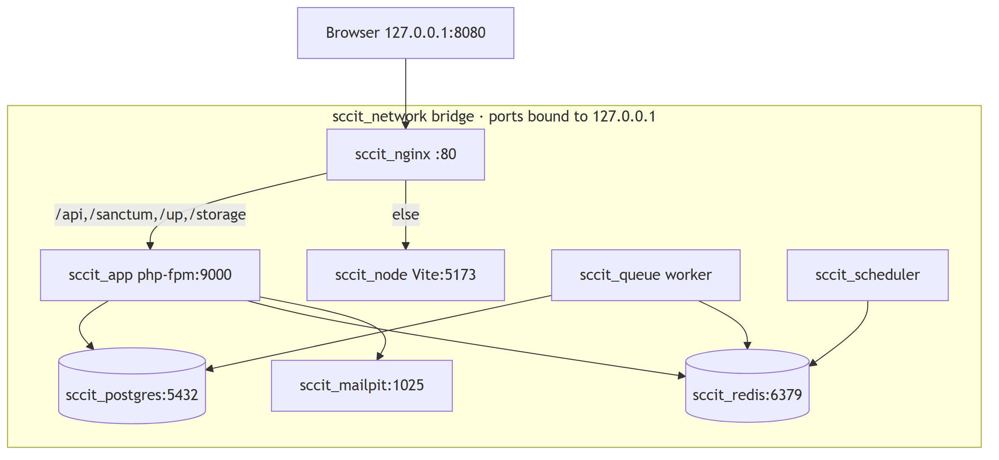 Browser 127.0.0.1:8080
sccit_network bridge · ports bound to 127.0.0.1
sccit_nginx :80
/api,/sanctum,/up,/storage
else
sccit_app php-fpm:9000
sccit_node Vite:5173
sccit_queue worker
sccit_scheduler
sccit_postgres:5432
sccit_mailpit:1025
sccit_redis:6379